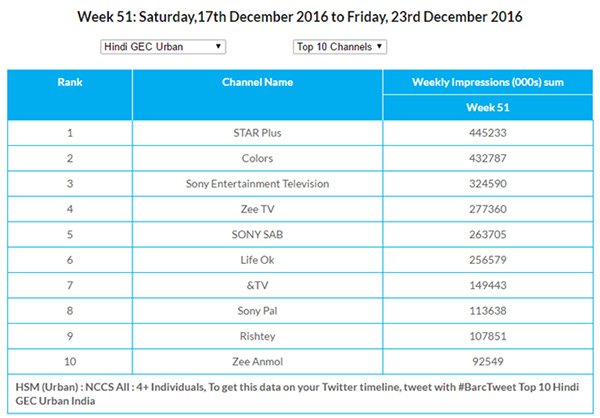 Week 51: Saturday,17th December 2016 to Friday, 23rd December 2016
Hindi GEC Urban Top 10 Channels
Rank Channel Name Weekly Impressions (000s) sum
Week 51
1 STAR Plus 445233
2 Colors 432787
3 Sony Entertainment Television 324590
4 Zee TV 277360
5 SONY SAB 263705
6 Life Ok 256579
7 &TV 149443
8 Sony Pal 113638
9 Rishtey 107851
10 Zee Anmol 92549
HSM (Urban) : NCCS All : 4+ Individuals, To get this data on your Twitter timeline, tweet with #BarcTweet Top 10 Hindi
GEC Urban India